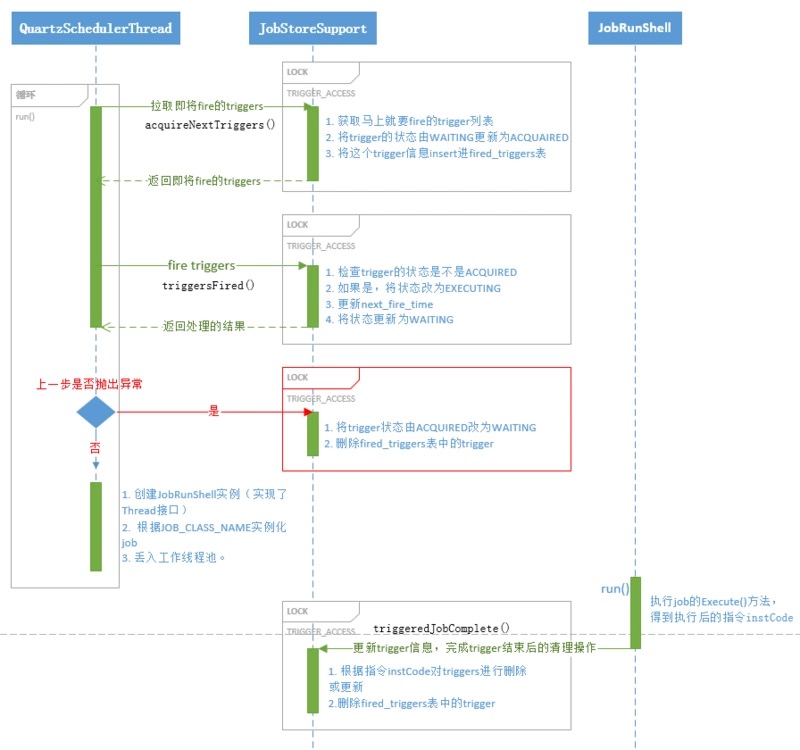 QuartzSchedulerThread
JobStoreSupport
JobRunShell
LOCK
TRIGGER_ACCESS
循环
run()
拉取即将fire的triggers
acquireNextTriggers()
1. 获取马上就要fire的trigger列表
2. 将trigger的状态由WAITING更新为ACQUAIRED
3. 将这个trigger信息insert进fired_triggers表
返回即将fire的triggers
LOCK
TRIGGER_ACCESS
fire triggers
triggersFired()
1. 检查trigger的状态是不是ACQUIRED
2. 如果是，将状态改为EXECUTING
3. 更新next_fire_time
4. 将状态更新为WAITING
返回处理的结果
LOCK
TRIGGER_ACCESS
上一步是否抛出异常
是
1. 将trigger状态由ACQUIRED改为WAITING
2. 删除fired_triggers表中的trigger
否
1. 创建JobRunShell实例（实现了
Thread接口）
2. 根据JOB_CLASS_NAME实例化
job
3. 丢入工作线程池。
run()
执行job的Execute()方法，
得到执行后的指令instCode
LOCK
TRIGGER_ACCESS
triggeredJobComplete()
更新trigger信息，完成trigger结束后的清理操作
1. 根据指令instCode对triggers进行删除
或更新
2.删除fired_triggers表中的trigger